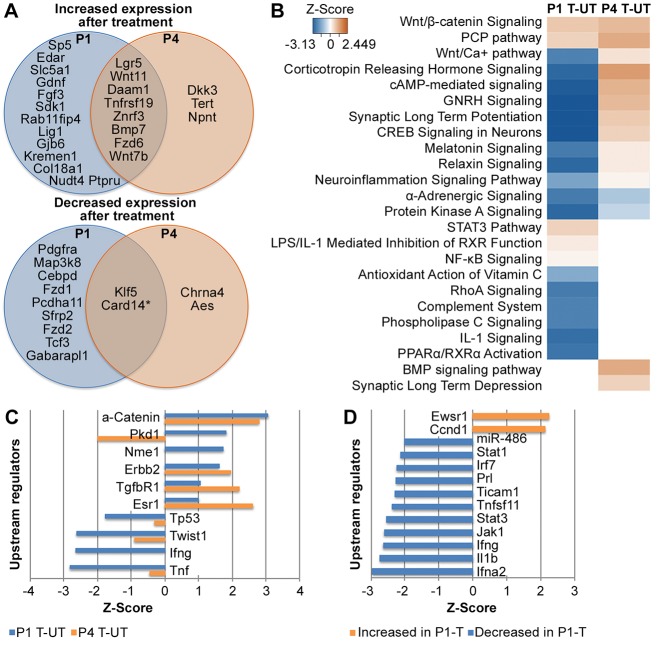 A
Increased expression
after treatment
P1
P4
Sp5
Edar
Slc5a1
Gdnf
Fgf3
Sdk1
Rab11fip4
Lig1
Gjb6
Kremen1
Col18a1
Nudt4 Ptpru
Lgr5
Wnt11
Daam1
Tnfrsf19
Znrf3
Bmp7
Fzd6
Wnt7b
Dkk3
Tert
Npnt
Decreased expression
after treatment
P1
P4
Pdgfra
Map3k8
Cebpd
Fzd1
Pcdha11
Sfrp2
Fzd2
Tcf3
Gabarapl1
Klf5
Card14*
Chrna4
Aes
B
Z-Score
-3.13 2.449
P1 T-UT P4 T-UT
Wnt/β-catenin Signaling
PCP pathway
Wnt/Ca+ pathway
Corticotropin Releasing Hormone Signaling
cAMP-mediated signaling
GNRH Signaling
Synaptic Long Term Potentiation
CREB Signaling in Neurons
Melatonin Signaling
Relaxin Signaling
Neuroinflammation Signaling Pathway
α-Adrenergic Signaling
Protein Kinase A Signaling
STAT3 Pathway
LPS/IL-1 Mediated Inhibition of RXR Function
NF-κB Signaling
Antioxidant Action of Vitamin C
RhoA Signaling
Complement System
Phospholipase C Signaling
IL-1 Signaling
PPARα/RXRα Activation
BMP signaling pathway
Synaptic Long Term Depression
C
Upstream regulators
a-Catenin
Pkd1
Nme1
Erbb2
TgfbR1
Esr1
Tp53
Twist1
Ifng
Tnf
-4 -3 -2 -1 0 1 2 3 4
Z-Score
P1 T-UT P4 T-UT
D
Upstream regulators
Ewsr1
Ccnd1
miR-486
Stat1
Irf7
Prl
Ticam1
Tnfsf11
Stat3
Jak1
Ifng
Il1b
Ifna2
-3 -2 -1 0 1 2 3
Z-Score
Increased in P1-T Decreased in P1-T